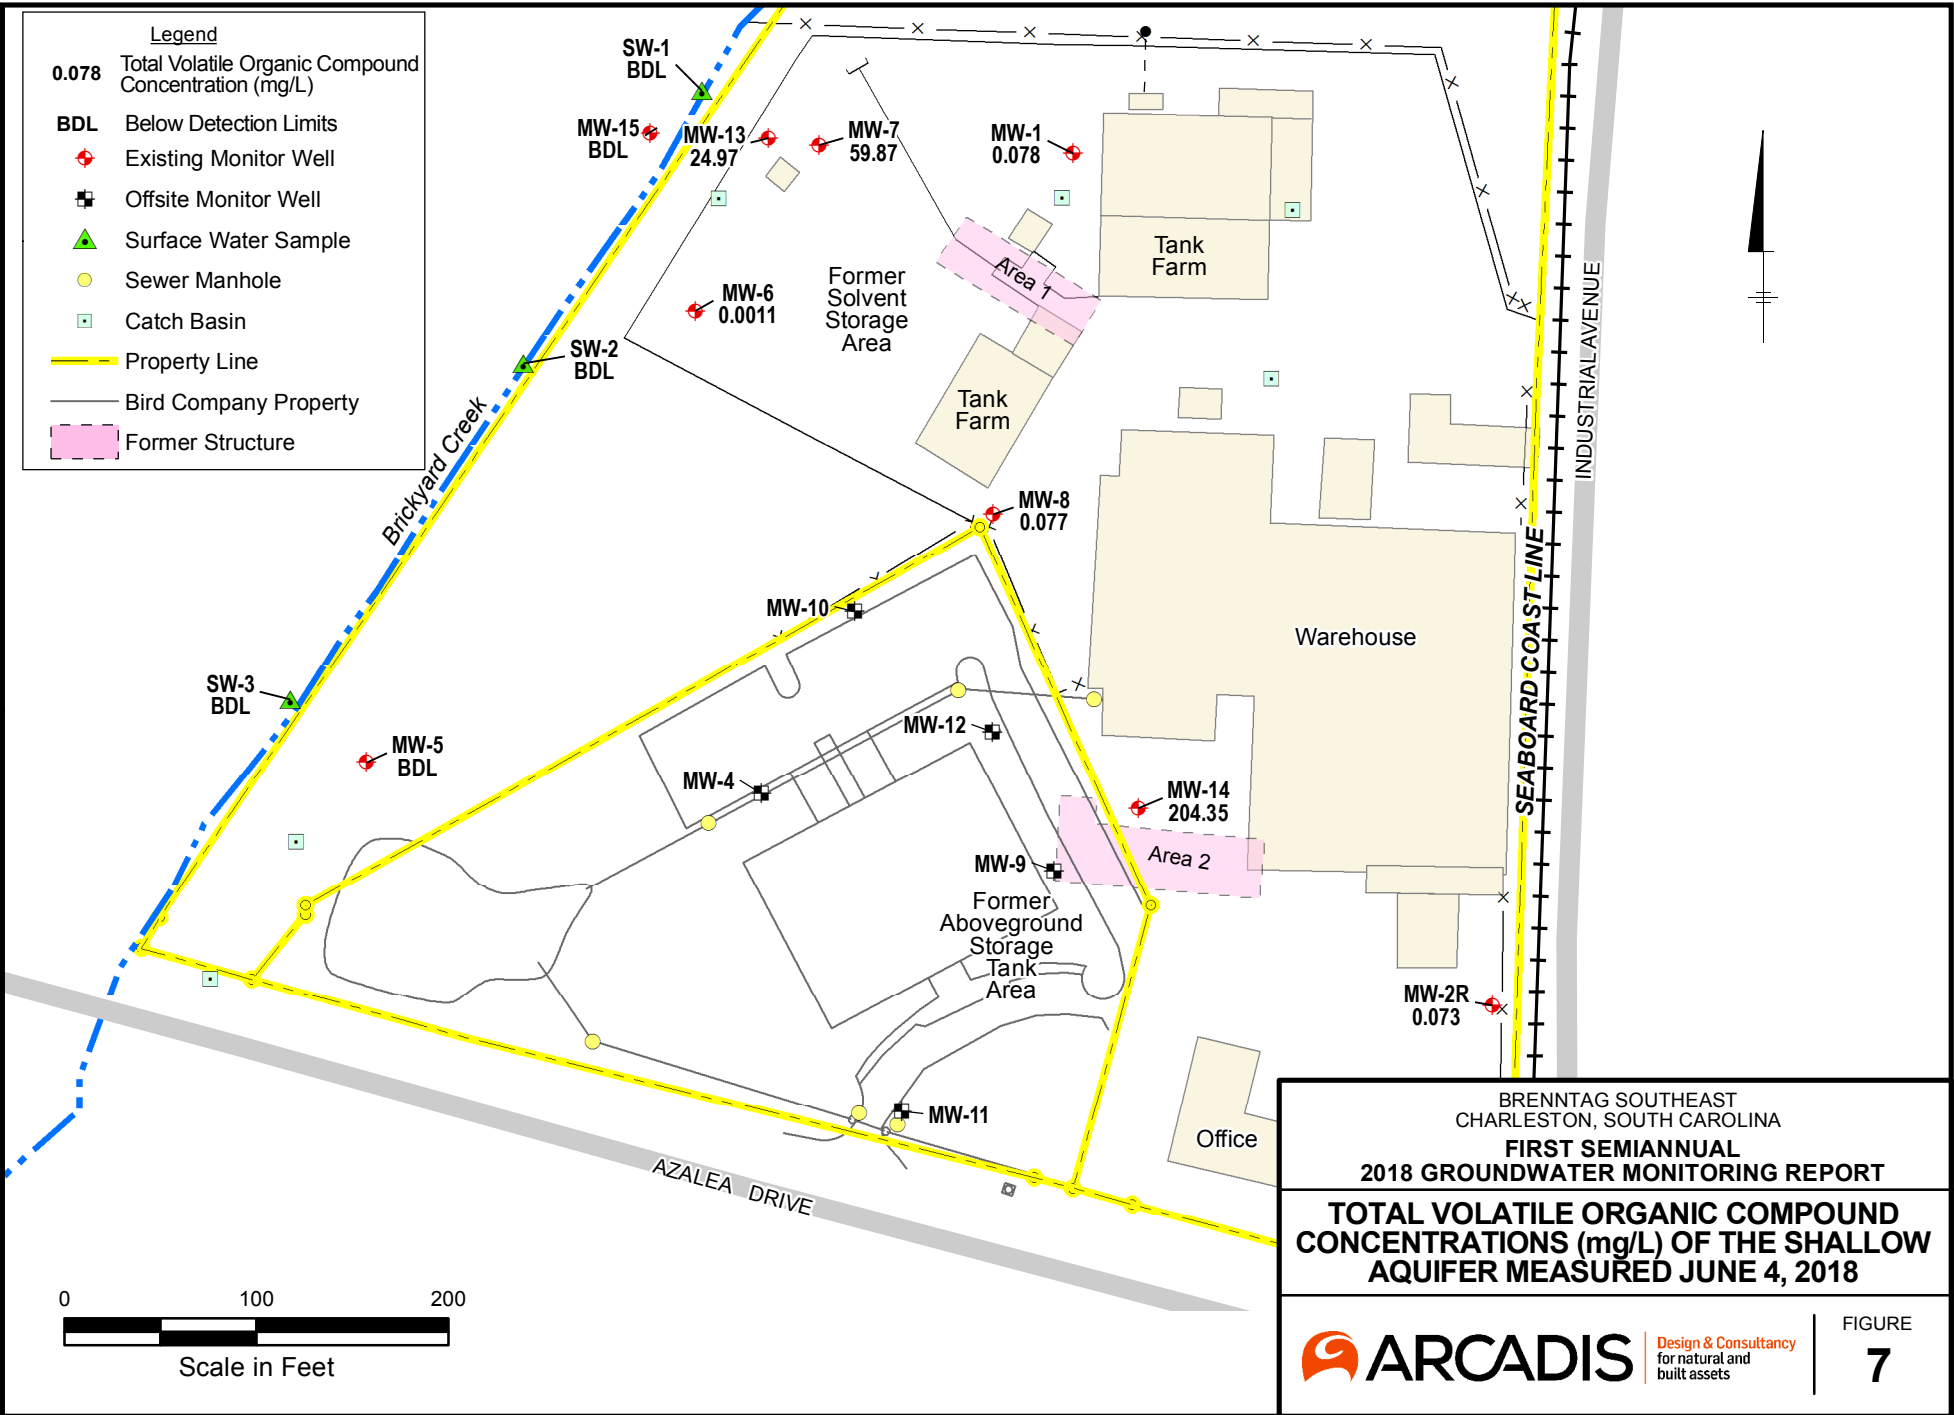 Legend
0.078 Total Volatile Organic Compound
Concentration (mg/L)
BDL Below Detection Limits
Existing Monitor Well
Offsite Monitor Well
Surface Water Sample
Sewer Manhole
Catch Basin
Property Line
Bird Company Property
Former Structure
SW-1
BDL
MW-15
BDL
MW-13
24.97
MW-7
59.87
MW-1
0.078
Tank
Farm
Area 1
Former
Solvent
Storage
Area
MW-6
0.0011
SW-2
BDL
Tank
Farm
Brickyard Creek
INDUSTRIAL AVENUE
MW-8
0.077
SEABOARD COAST LINE
MW-10
Warehouse
SW-3
BDL
MW-5
BDL
MW-12
MW-4
MW-14
204.35
MW-9
Area 2
Former
Aboveground
Storage
Tank
Area
MW-2R
0.073
MW-11
Office
AZALEA DRIVE
0 100 200
Scale in Feet
BRENNTAG SOUTHEAST
CHARLESTON, SOUTH CAROLINA
FIRST SEMIANNUAL
2018 GROUNDWATER MONITORING REPORT
TOTAL VOLATILE ORGANIC COMPOUND
CONCENTRATIONS (mg/L) OF THE SHALLOW
AQUIFER MEASURED JUNE 4, 2018
ARCADIS
Design & Consultancy
for natural and
built assets
FIGURE
7